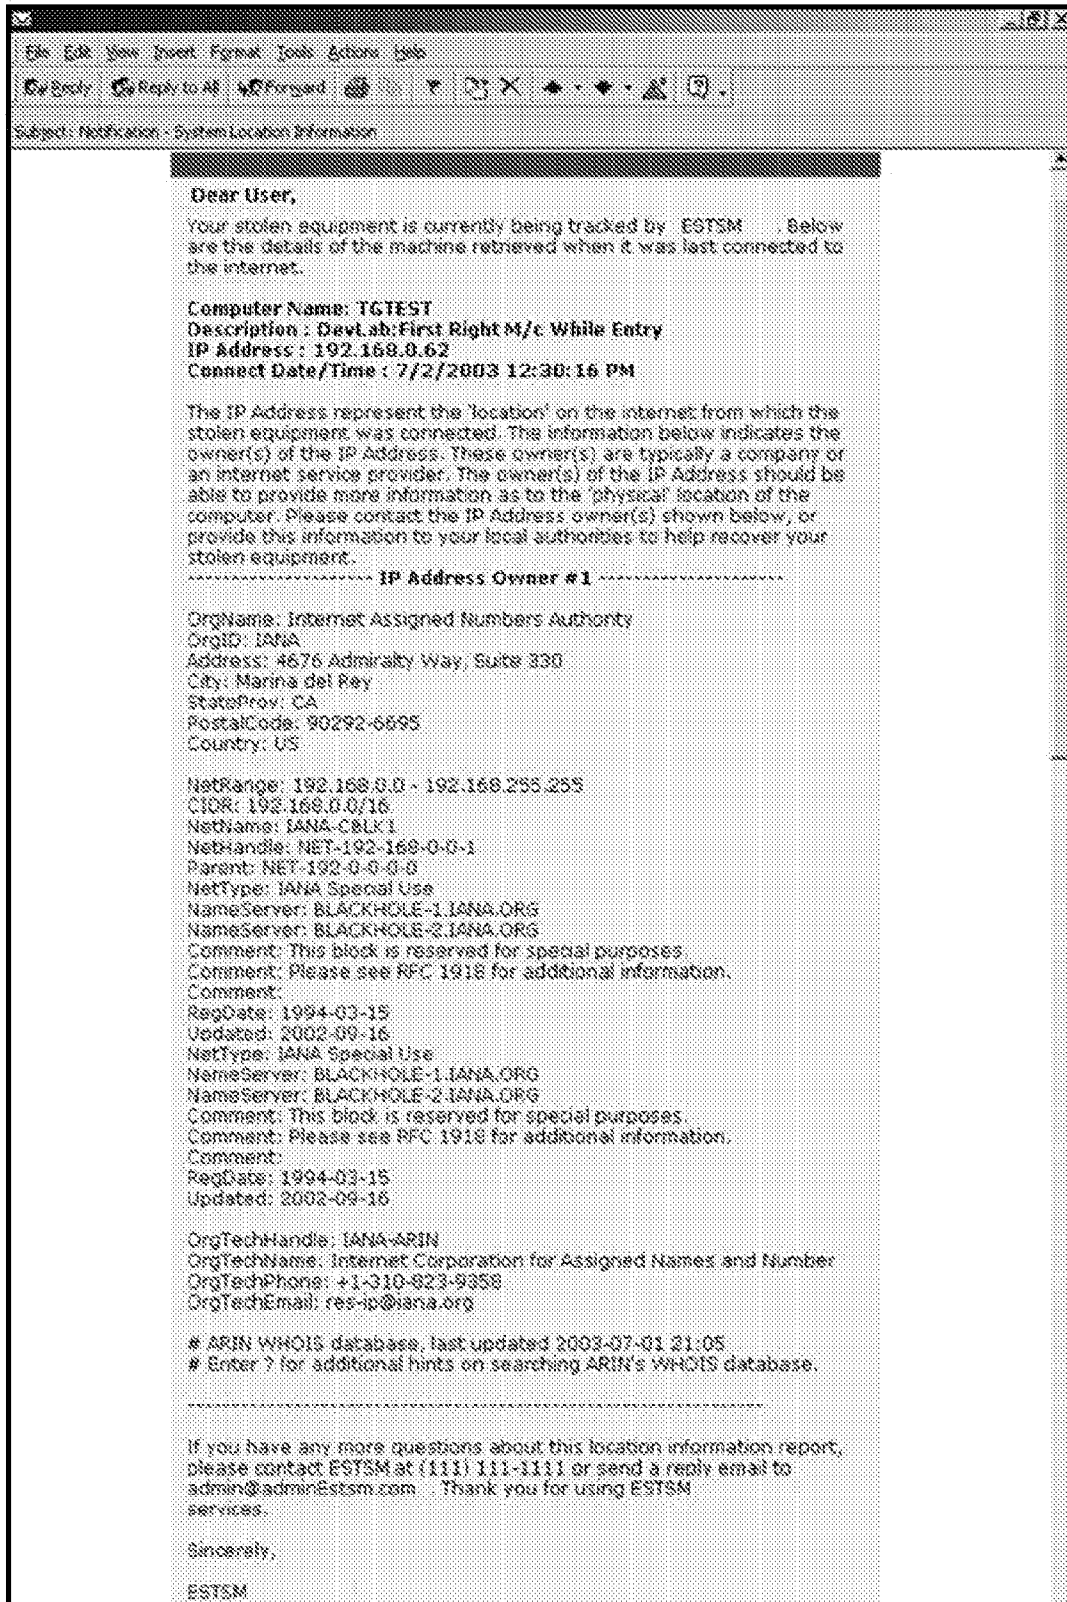 File Edit View Insert Format Tools Actions Help
Reply Reply to All Forward
Subject: Notification - System Location Information
Dear User,
Your stolen equipment is currently being tracked by ESTSM . Below
are the details of the machine retrieved when it was last connected to
the internet.
Computer Name: TGTEST
Description : DevLab:First Right M/c While Entry
IP Address : 192.168.0.62
Connect Date/Time : 7/2/2003 12:30:16 PM
The IP Address represent the 'location' on the internet from which the
stolen equipment was connected. The information below indicates the
owner(s) of the IP Address. These owner(s) are typically a company or
an internet service provider. The owner(s) of the IP Address should be
able to provide more information as to the 'physical' location of the
computer. Please contact the IP Address owner(s) shown below, or
provide this information to your local authorities to help recover your
stolen equipment.
--------------------- IP Address Owner #1 ---------------------
OrgName: Internet Assigned Numbers Authority
OrgID: IANA
Address: 4676 Admiralty Way, Suite 330
City: Marina del Rey
StateProv: CA
PostalCode: 90292-6695
Country: US
NetRange: 192.168.0.0 - 192.168.255.255
CIDR: 192.168.0.0/16
NetName: IANA-CBLK1
NetHandle: NET-192-168-0-0-1
Parent: NET-192-0-0-0-0
NetType: IANA Special Use
NameServer: BLACKHOLE-1.IANA.ORG
NameServer: BLACKHOLE-2.IANA.ORG
Comment: This block is reserved for special purposes.
Comment: Please see RFC 1918 for additional information.
Comment:
RegDate: 1994-03-15
Updated: 2002-09-16
NetType: IANA Special Use
NameServer: BLACKHOLE-1.IANA.ORG
NameServer: BLACKHOLE-2.IANA.ORG
Comment: This block is reserved for special purposes.
Comment: Please see RFC 1918 for additional information.
Comment:
RegDate: 1994-03-15
Updated: 2002-09-16
OrgTechHandle: IANA-ARIN
OrgTechName: Internet Corporation for Assigned Names and Number
OrgTechPhone: +1-310-823-9358
OrgTechEmail: res-ip@iana.org
# ARIN WHOIS database, last updated 2003-07-01 21:05
# Enter ? for additional hints on searching ARIN's WHOIS database.
If you have any more questions about this location information report,
please contact ESTSM at (111) 111-1111 or send a reply email to
admin@adminEstsm.com . Thank you for using ESTSM
services.
Sincerely,
ESTSM